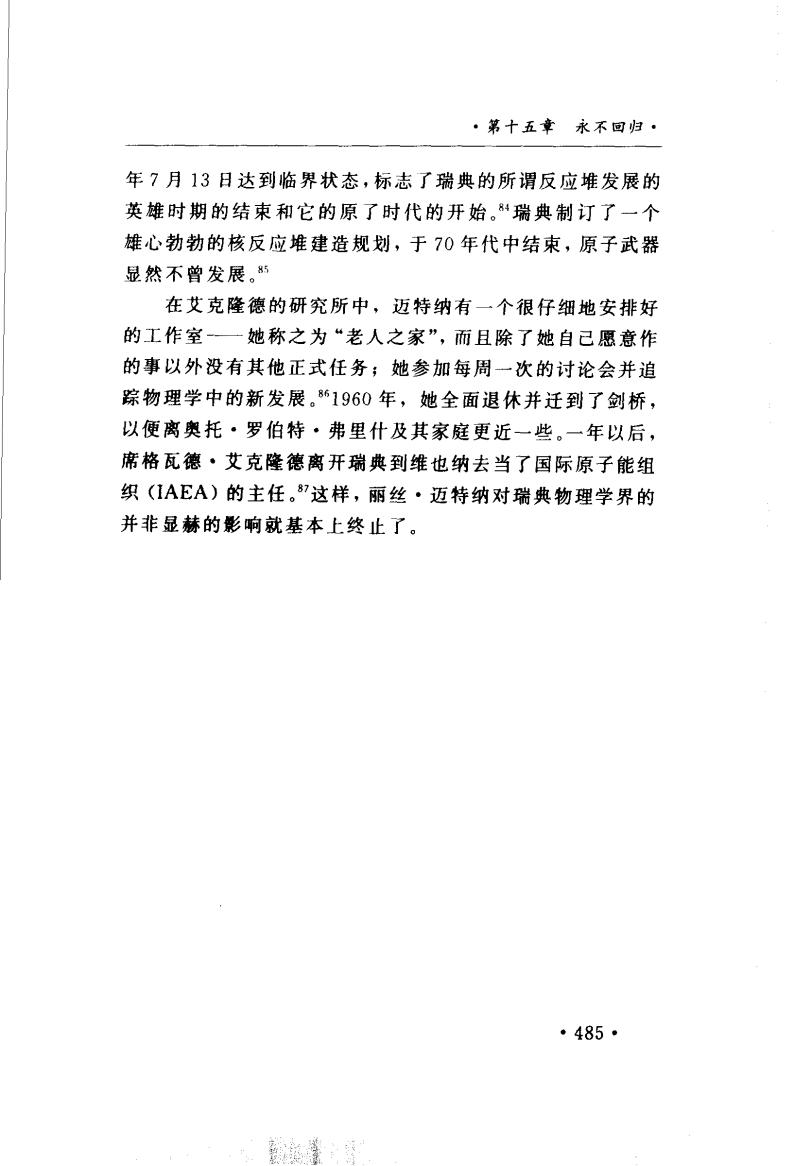 ·第十五章　永不回归·
年 7 月 13 日达到临界状态，标志了瑞典的所谓反应堆发展的
英雄时期的结束和它的原了时代的开始。⁸⁴瑞典制订了一个
雄心勃勃的核反应堆建造规划，于 70 年代中结束，原子武器
显然不曾发展。⁸⁵
在艾克隆德的研究所中，迈特纳有一个很仔细地安排好
的工作室——她称之为“老人之家”，而且除了她自己愿意作
的事以外没有其他正式任务；她参加每周一次的讨论会并追
踪物理学中的新发展。⁸⁶1960 年，她全面退休并迁到了剑桥，
以便离奥托·罗伯特·弗里什及其家庭更近一些。一年以后，
席格瓦德·艾克隆德离开瑞典到维也纳去当了国际原子能组
织（IAEA）的主任。⁸⁷这样，丽丝·迈特纳对瑞典物理学界的
并非显赫的影响就基本上终止了。
·485·